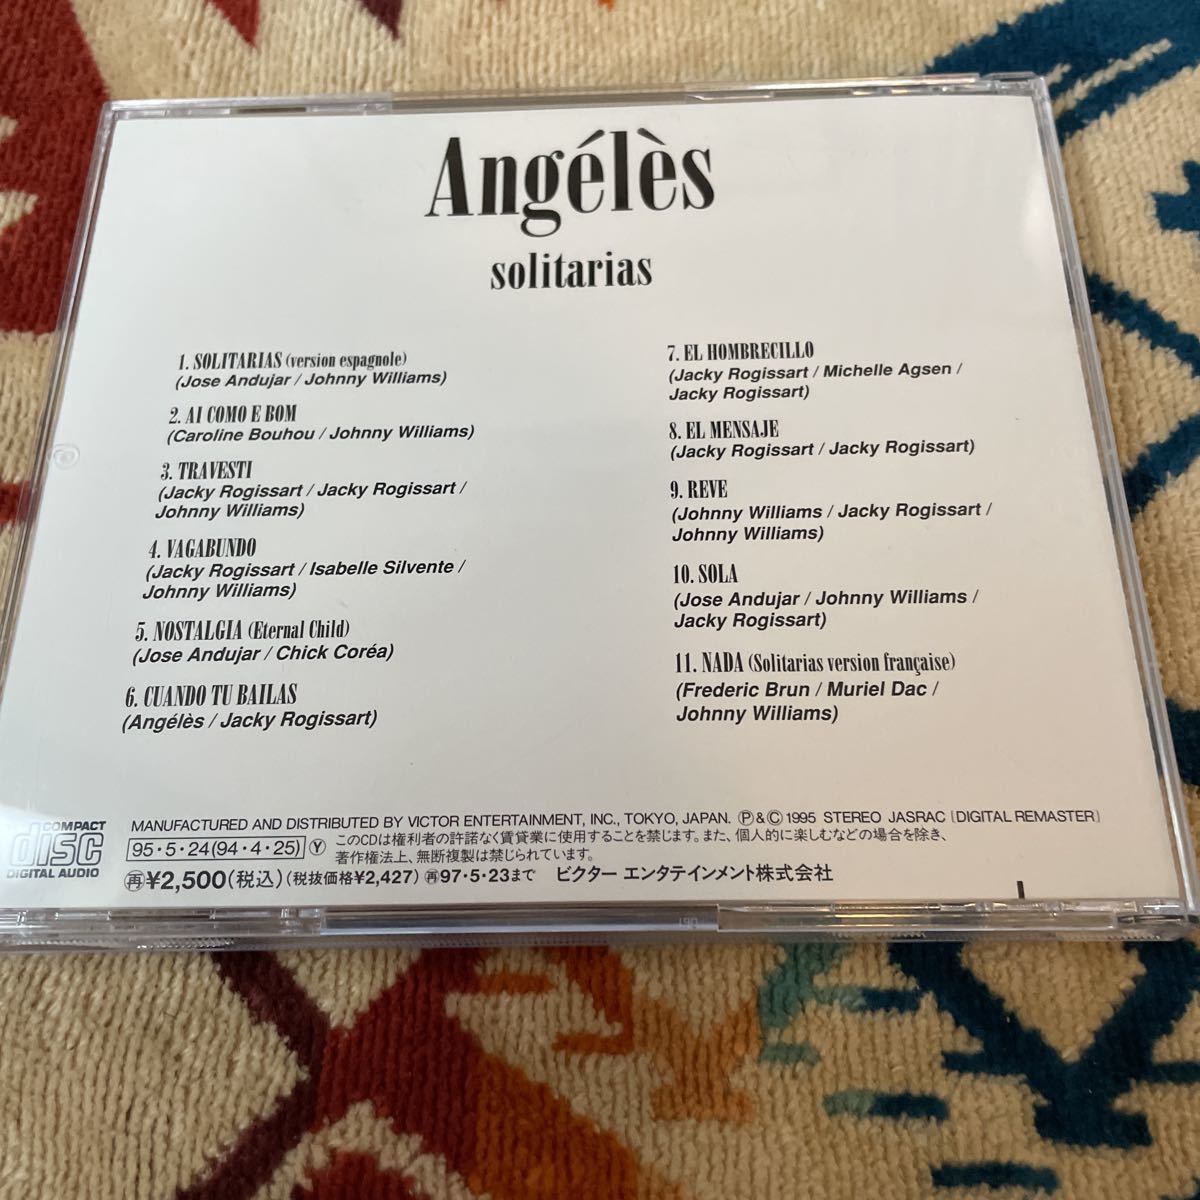 Angélès
solitarias
1. SOLITARIAS (version espagnole)
(Jose Andujar / Johnny Williams)
2. AI COMO E BOM
(Caroline Bouhou / Johnny Williams)
3. TRAVESTI
(Jacky Rogissart / Jacky Rogissart /
Johnny Williams)
4. VAGABUNDO
(Jacky Rogissart / Isabelle Silvente /
Johnny Williams)
5. NOSTALGIA (Eternal Child)
(Jose Andujar / Chick Coréa)
6. CUANDO TU BAILAS
(Angélès / Jacky Rogissart)
7. EL HOMBRECILLO
(Jacky Rogissart / Michelle Agsen /
Jacky Rogissart)
8. EL MENSAJE
(Jacky Rogissart / Jacky Rogissart)
9. REVE
(Johnny Williams / Jacky Rogissart /
Johnny Williams)
10. SOLA
(Jose Andujar / Johnny Williams /
Jacky Rogissart)
11. NADA (Solitarias version française)
(Frederic Brun / Muriel Dac /
Johnny Williams)
COMPACT
disc
DIGITAL AUDIO
MANUFACTURED AND DISTRIBUTED BY VICTOR ENTERTAINMENT, INC., TOKYO, JAPAN. Ⓟ&Ⓒ 1995 STEREO JASRAC [DIGITAL REMASTER]
95・5・24(94・4・25) Ⓨ このCDは権利者の許諾なく賃貸業に使用することを禁じます。また、個人的に楽しむなどの場合を除き、
著作権法上、無断複製は禁じられています。
再¥2,500(税込)(税抜価格¥2,427) 再97・5・23まで ビクター エンタテインメント株式会社